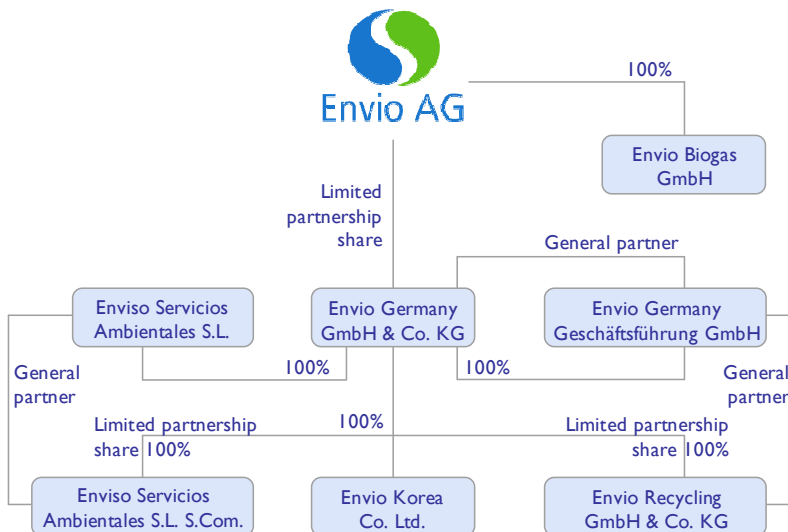 100%
Envio AG
Envio Biogas
GmbH
Limited
partnership
share
General partner
Enviso Servicios
Ambientales S.L.
Envio Germany
GmbH & Co. KG
Envio Germany
Geschäftsführung GmbH
100%
100%
General
partner
General
partner
Limited partnership
share 100%
100%
Limited partnership
share 100%
Enviso Servicios
Ambientales S.L. S.Com.
Envio Korea
Co. Ltd.
Envio Recycling
GmbH & Co. KG